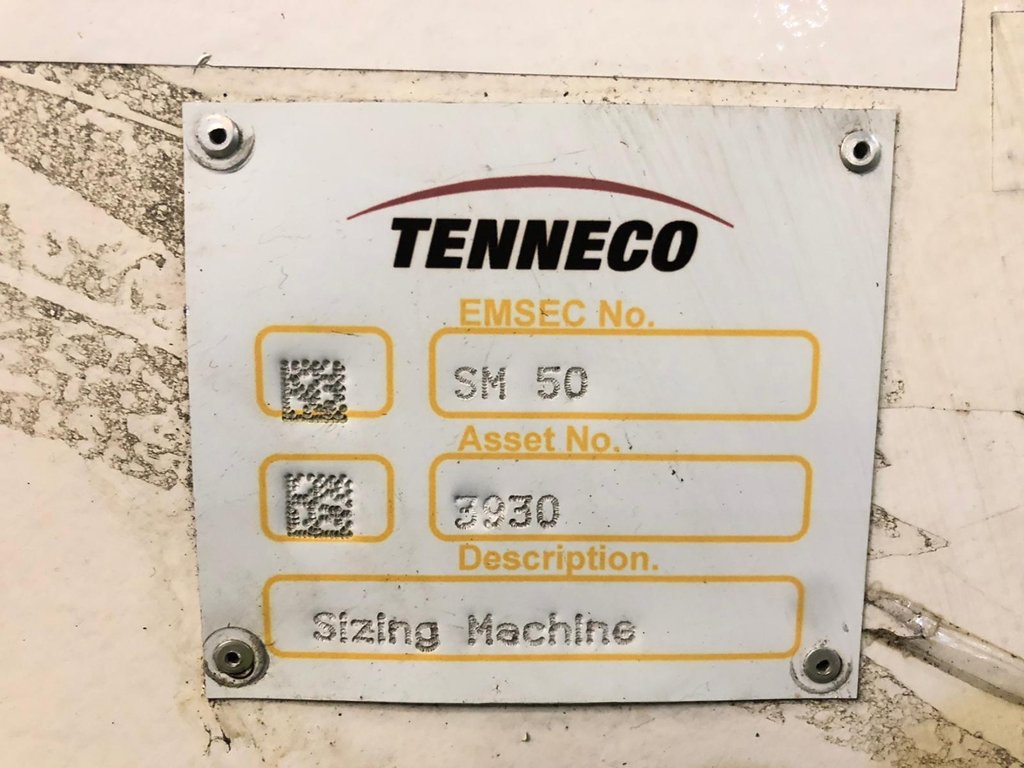 TENNECO
EMSEC No.
SM 50
Asset No.
3930
Description.
Sizing Machine